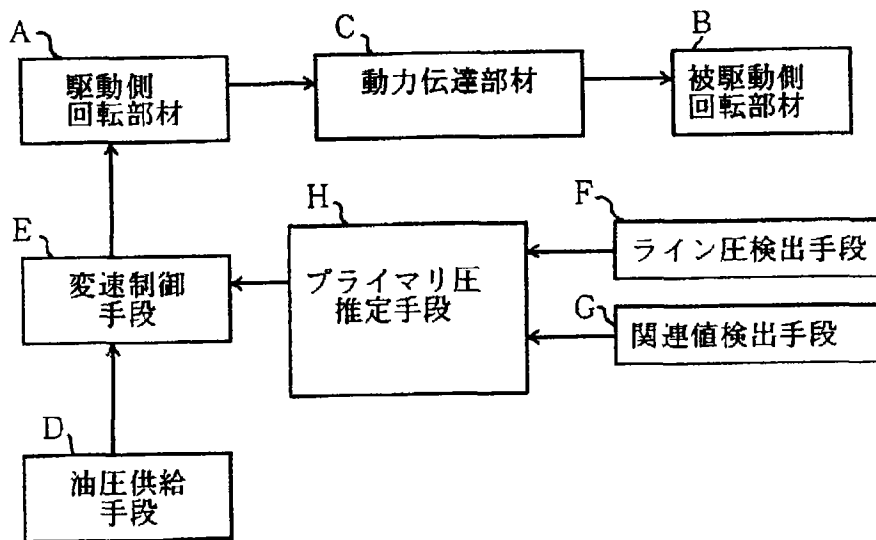 A
駆動側
回転部材
C
動力伝達部材
B
被駆動側
回転部材
E
変速制御
手段
H
プライマリ圧
推定手段
F
ライン圧検出手段
G
関連値検出手段
D
油圧供給
手段